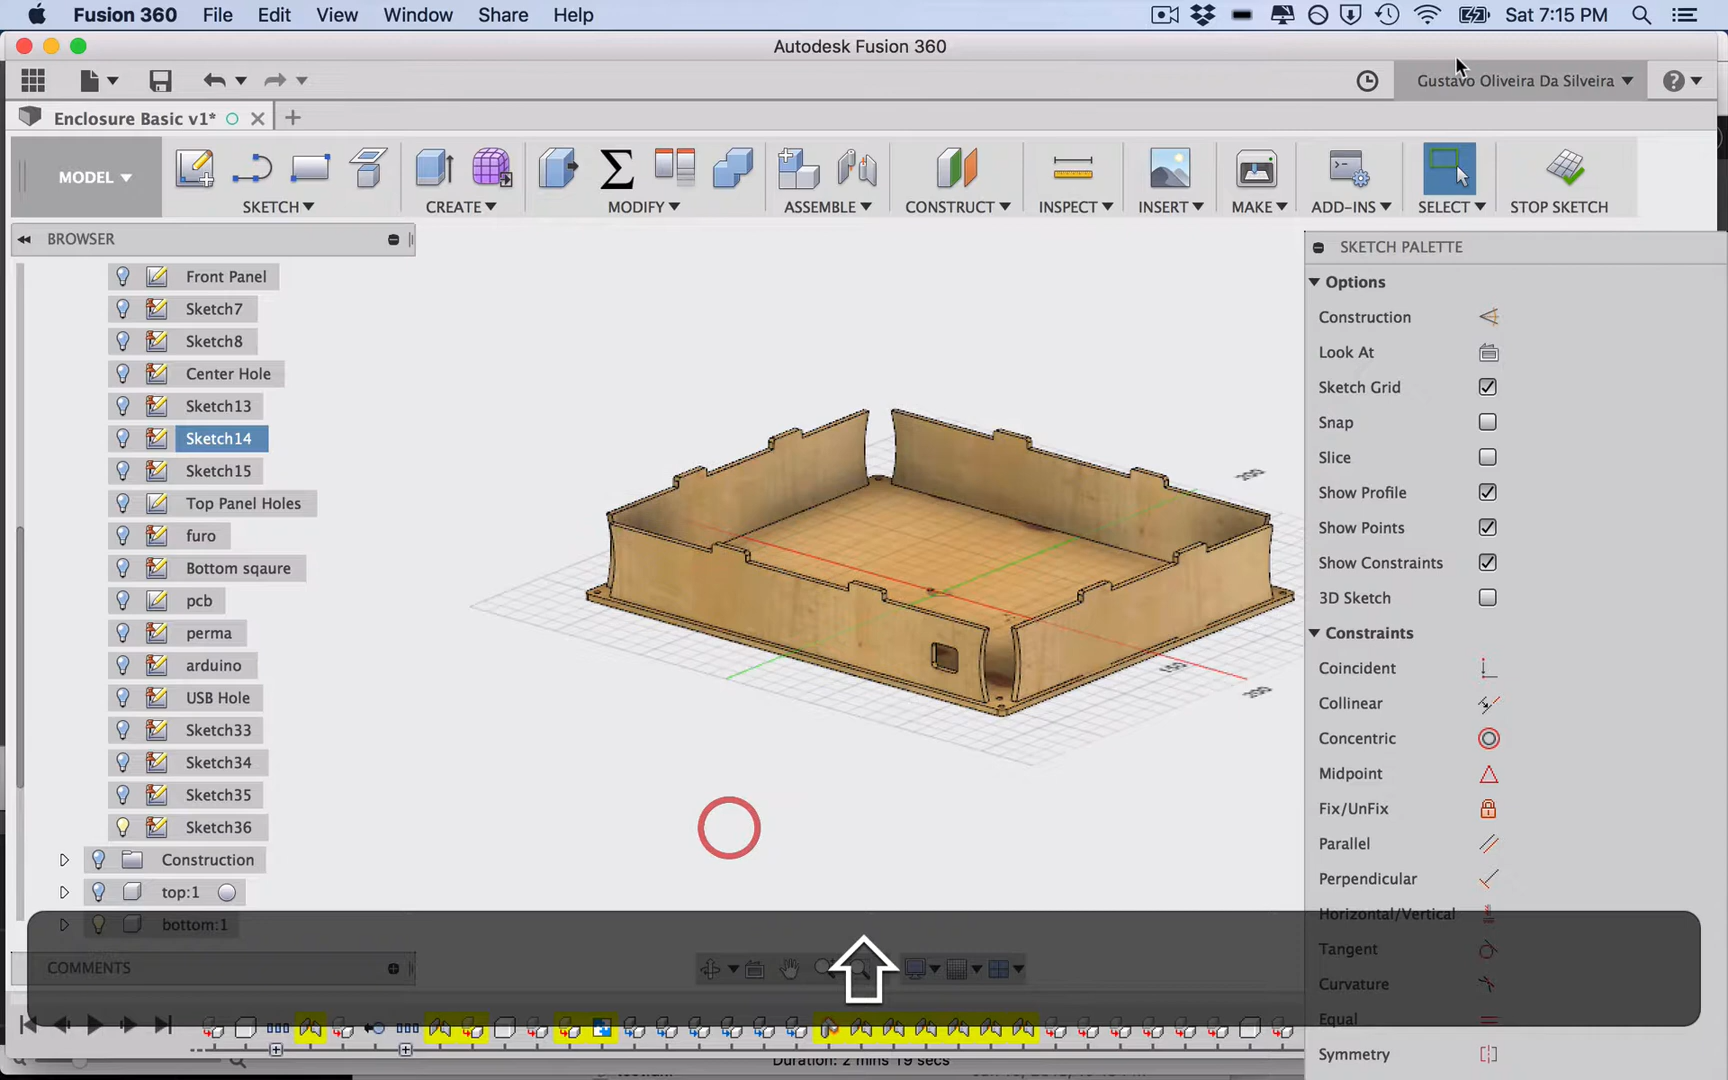 Fusion 360 File Edit View Window Share Help Sat 7:15 PM
Autodesk Fusion 360
Gustavo Oliveira Da Silveira
Enclosure Basic v1*
MODEL
SKETCH
CREATE
MODIFY
ASSEMBLE
CONSTRUCT
INSPECT
INSERT
MAKE
ADD-INS
SELECT
STOP SKETCH
BROWSER
Front Panel
Sketch7
Sketch8
Center Hole
Sketch13
Sketch14
Sketch15
Top Panel Holes
furo
Bottom sqaure
pcb
perma
arduino
USB Hole
Sketch33
Sketch34
Sketch35
Sketch36
Construction
top:1
bottom:1
COMMENTS
200
150
200
SKETCH PALETTE
Options
Construction
Look At
Sketch Grid
Snap
Slice
Show Profile
Show Points
Show Constraints
3D Sketch
Constraints
Coincident
Collinear
Concentric
Midpoint
Fix/UnFix
Parallel
Perpendicular
Horizontal/Vertical
Tangent
Curvature
Equal
Symmetry
Duration: 2 mins 19 secs